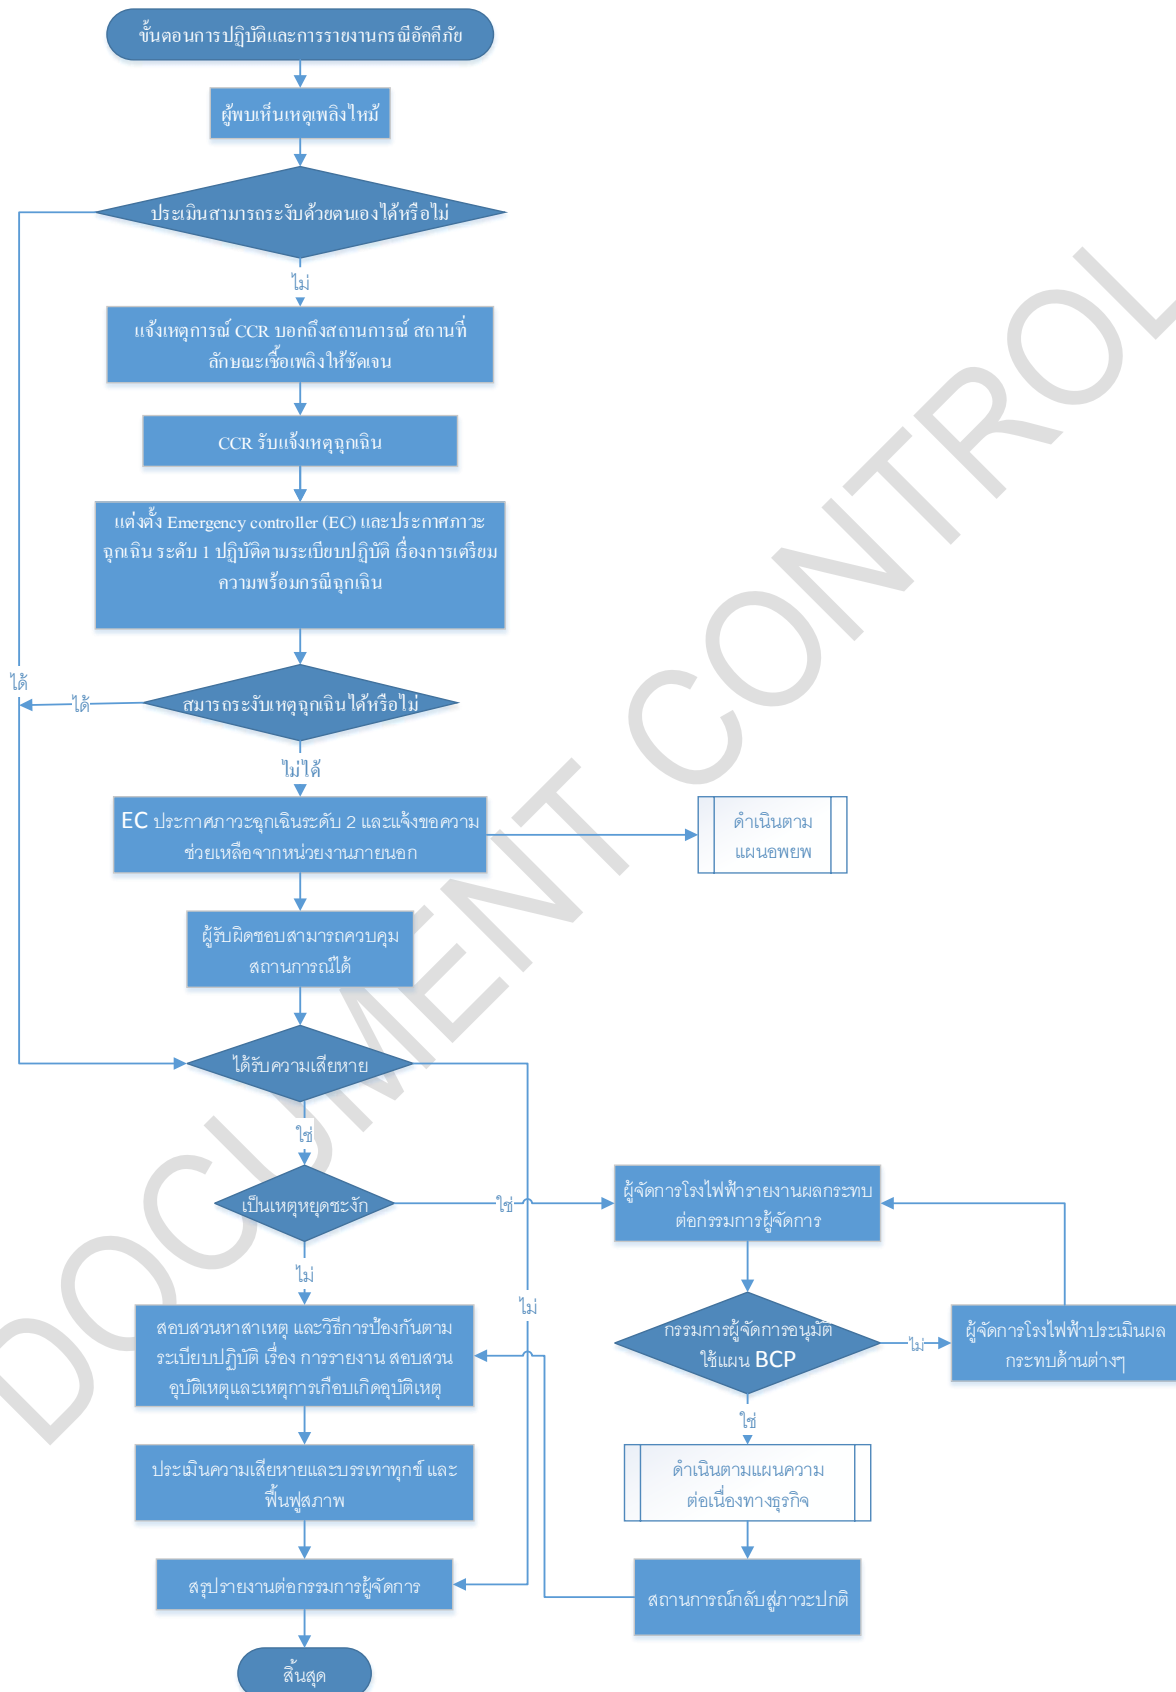 ขั้นตอนการปฏิบัติและการรายงานกรณีอัคคีภัย
ผู้พบเห็นเหตุเพลิงไหม้
ประเมินสามารถระงับด้วยตนเองได้หรือไม่
ไม่
แจ้งเหตุการณ์ CCR บอกถึงสถานการณ์ สถานที่
ลักษณะเชื้อเพลิงให้ชัดเจน
CCR รับแจ้งเหตุฉุกเฉิน
แต่งตั้ง Emergency controller (EC) และประกาศภาวะ
ฉุกเฉิน ระดับ 1 ปฏิบัติตามระเบียบปฏิบัติ เรื่องการเตรียม
ความพร้อมกรณีฉุกเฉิน
ได้
ได้
สมารถระงับเหตุฉุกเฉินได้หรือไม่
ไม่ได้
EC ประกาศภาวะฉุกเฉินระดับ 2 และแจ้งขอความ
ช่วยเหลือจากหน่วยงานภายนอก
ดำเนินตาม
แผนอพยพ
ผู้รับผิดชอบสามารถควบคุม
สถานการณ์ได้
ได้รับความเสียหาย
ใช่
เป็นเหตุหยุดชะงัก
ใช่
ผู้จัดการโรงไฟฟ้ารายงานผลกระทบ
ต่อกรรมการผู้จัดการ
ไม่
ไม่
สอบสวนหาสาเหตุ และวิธีการป้องกันตาม
ระเบียบปฏิบัติ เรื่อง การรายงาน สอบสวน
อุบัติเหตุและเหตุการเกือบเกิดอุบัติเหตุ
กรรมการผู้จัดการอนุมัติ
ใช้แผน BCP
ไม่
ผู้จัดการโรงไฟฟ้าประเมินผล
กระทบด้านต่างๆ
ใช่
ประเมินความเสียหายและบรรเทาทุกข์ และ
ฟื้นฟูสภาพ
ดำเนินตามแผนความ
ต่อเนื่องทางธุรกิจ
สรุปรายงานต่อกรรมการผู้จัดการ
สถานการณ์กลับสู่ภาวะปกติ
สิ้นสุด
DOCUMENT CONTROL